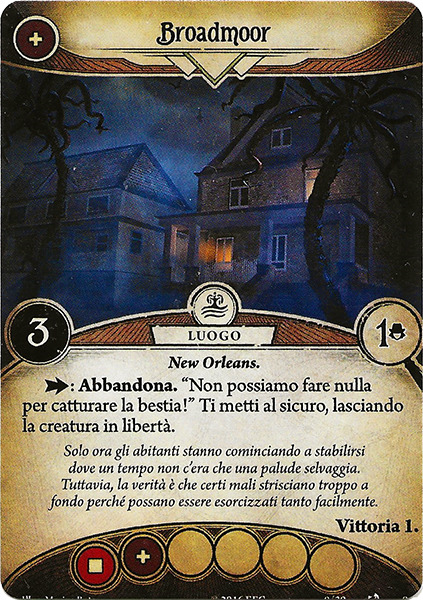 Broadmoor
3
LUOGO
1
New Orleans.
: Abbandona. “Non possiamo fare nulla
per catturare la bestia!” Ti metti al sicuro, lasciando
la creatura in libertà.
Solo ora gli abitanti stanno cominciando a stabilirsi
dove un tempo non c'era che una palude selvaggia.
Tuttavia, la verità è che certi mali strisciano troppo a
fondo perché possano essere esorcizzati tanto facilmente.
Vittoria 1.